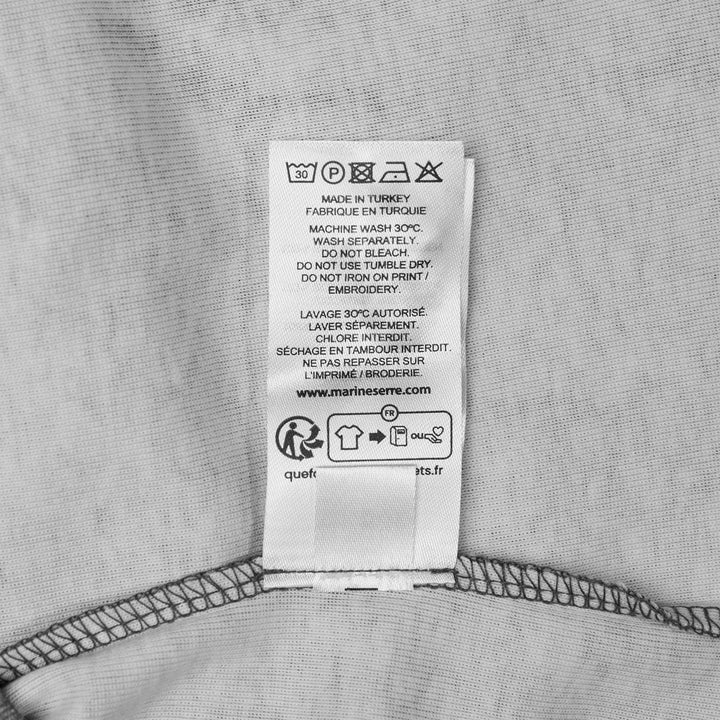 30 P
MADE IN TURKEY
FABRIQUE EN TURQUIE
MACHINE WASH 30ºC.
WASH SEPARATELY.
DO NOT BLEACH.
DO NOT USE TUMBLE DRY.
DO NOT IRON ON PRINT /
EMBROIDERY.
LAVAGE 30ºC AUTORISÉ.
LAVER SÉPAREMENT.
CHLORE INTERDIT.
SÉCHAGE EN TAMBOUR INTERDIT.
NE PAS REPASSER SUR
L'IMPRIMÉ / BRODERIE.
www.marineserre.com
FR
ou